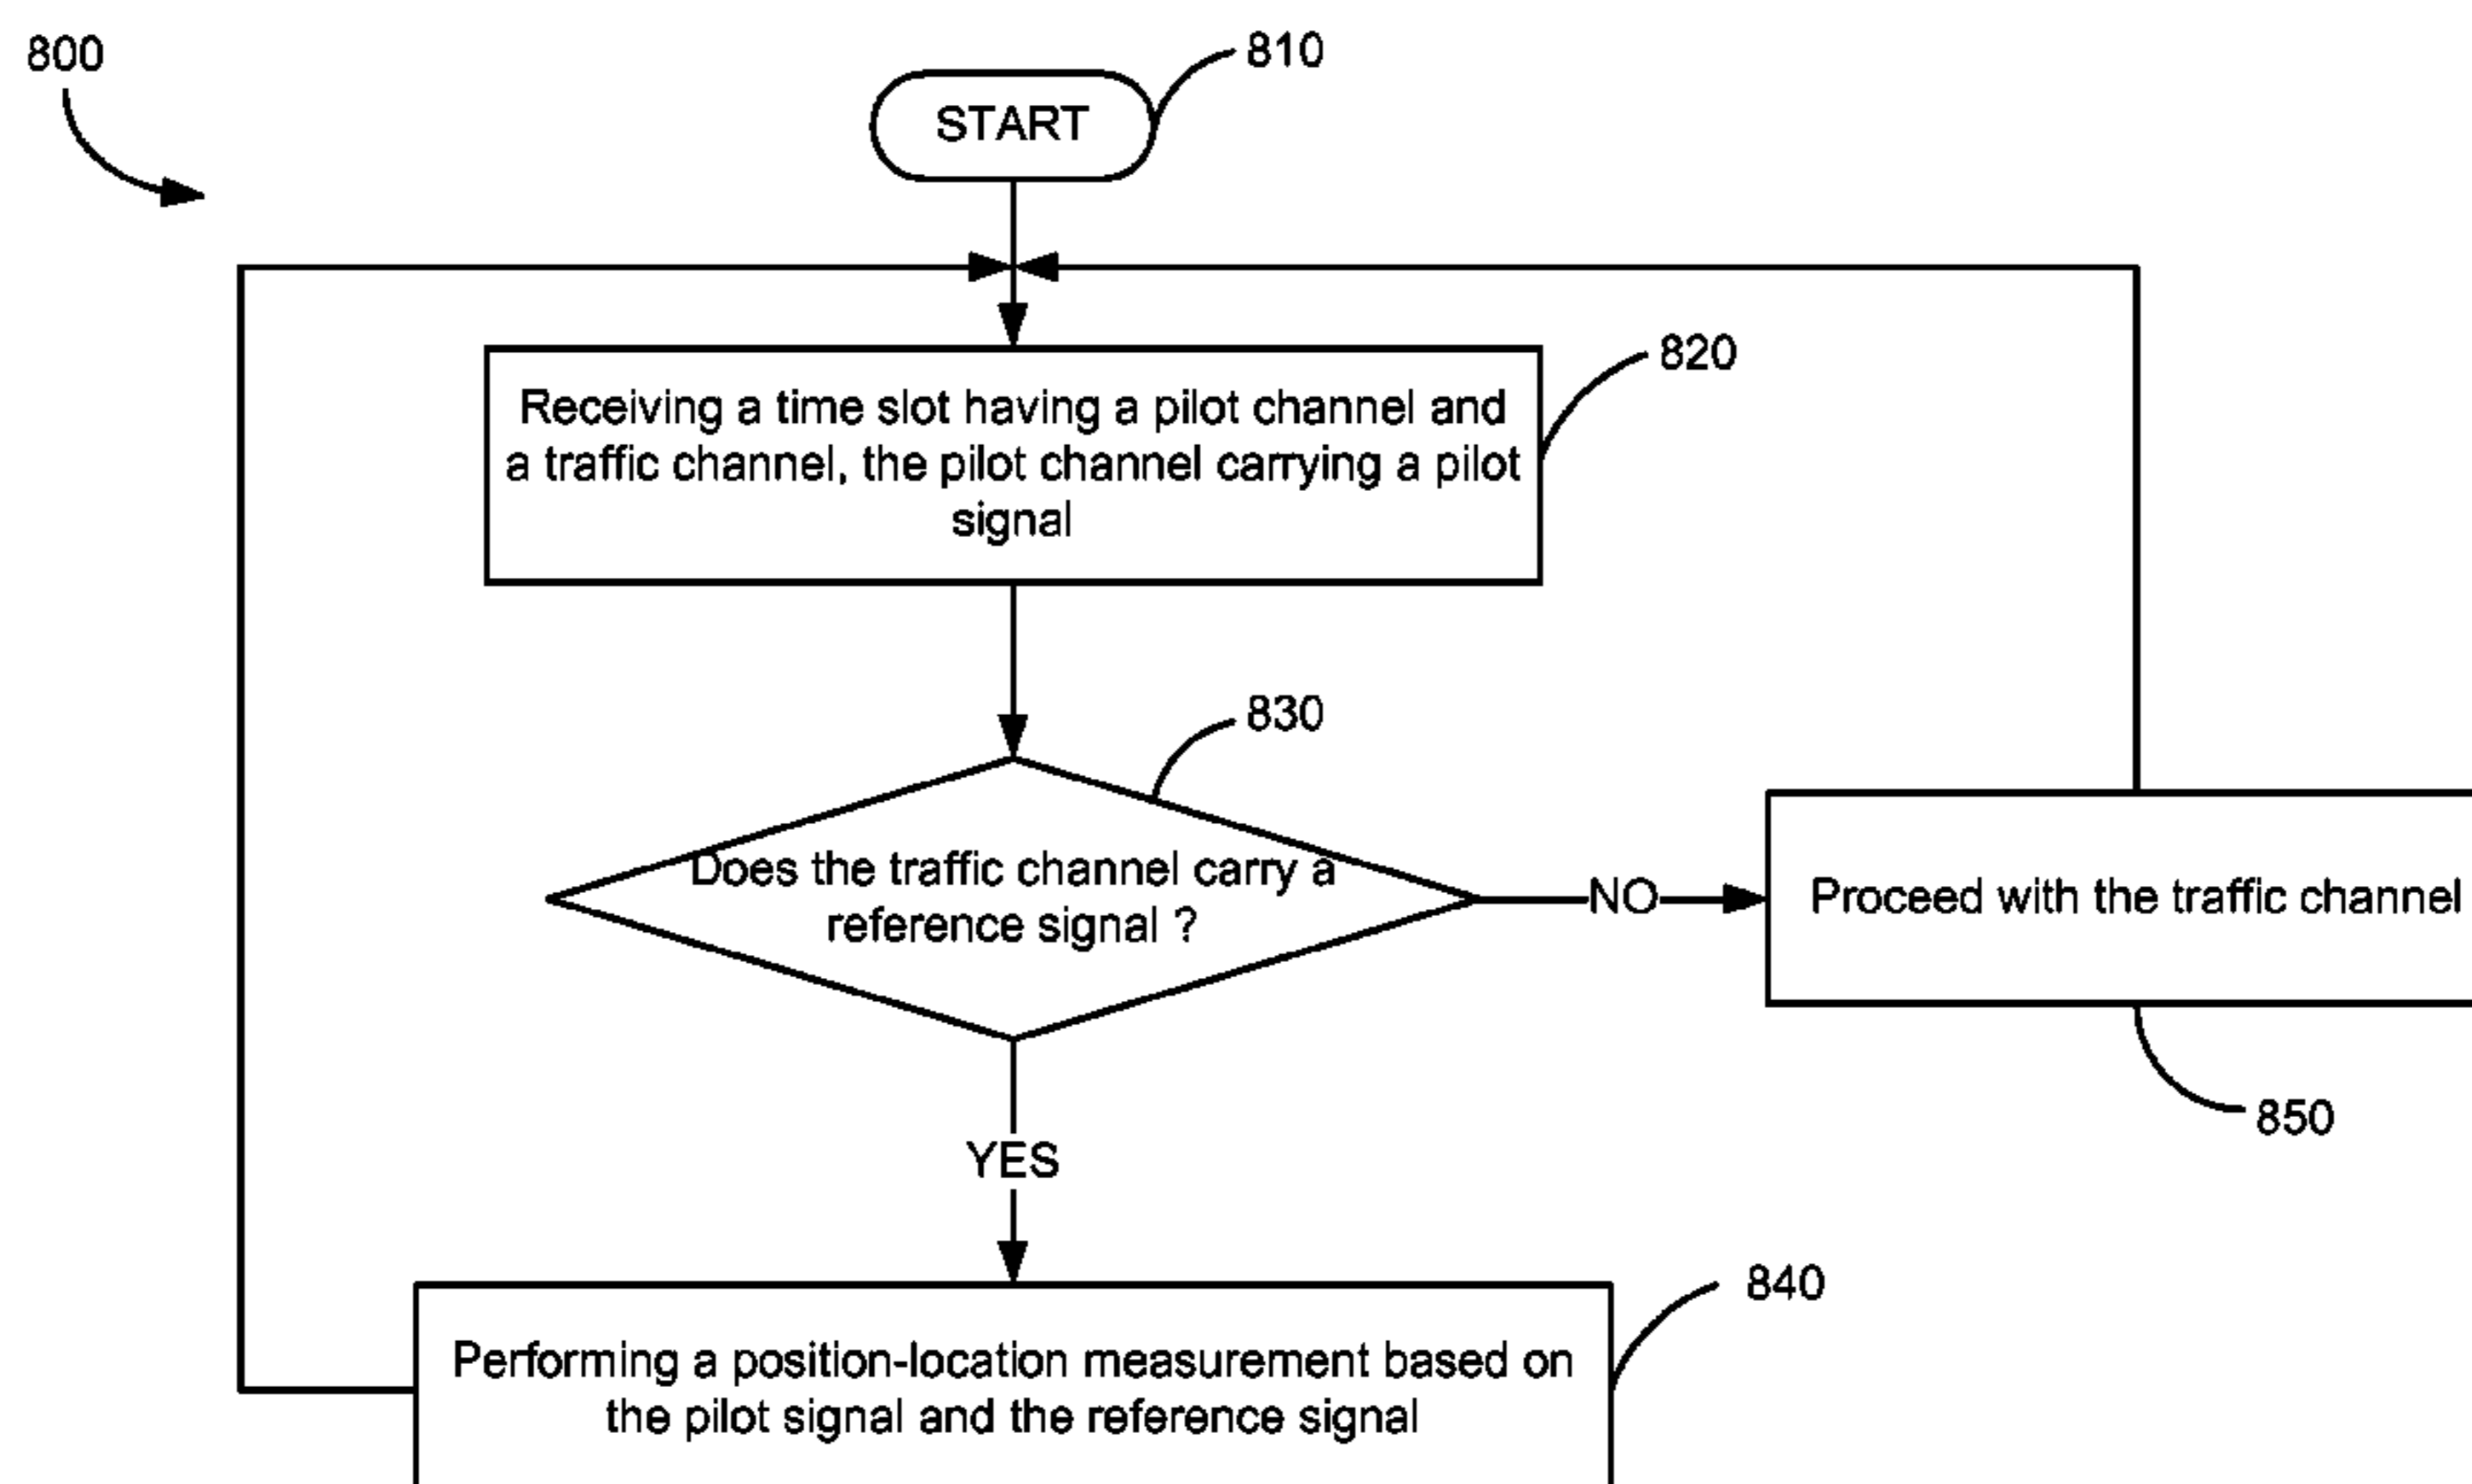 800
810
START
820
Receiving a time slot having a pilot channel and
a traffic channel, the pilot channel carrying a pilot
signal
830
Does the traffic channel carry a
reference signal ?
NO
Proceed with the traffic channel
850
YES
840
Performing a position-location measurement based on
the pilot signal and the reference signal